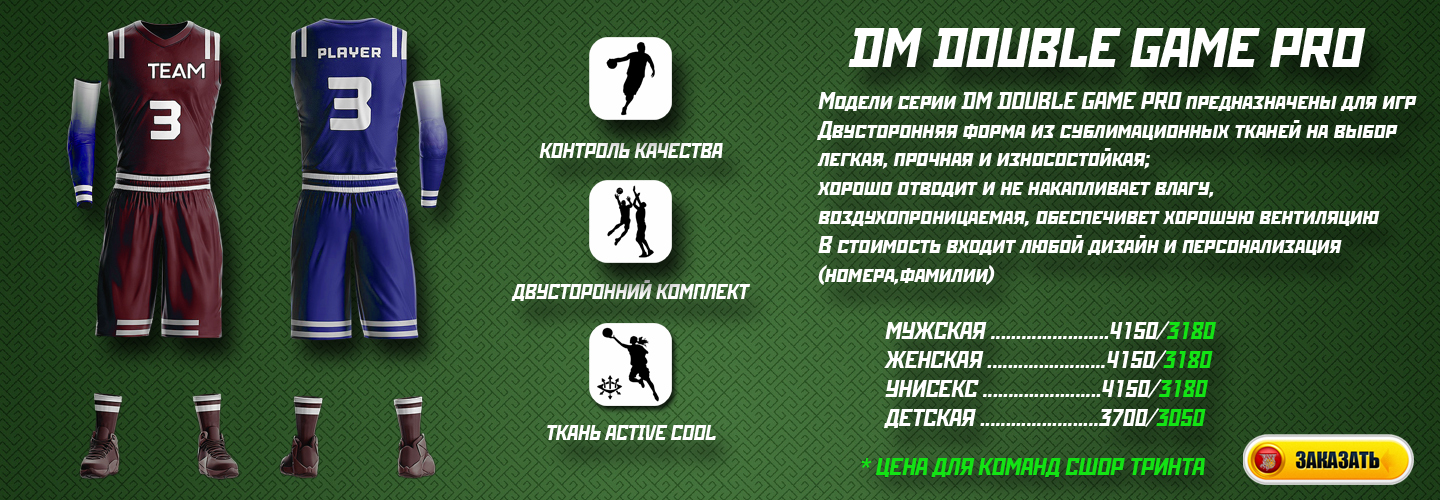 DM DOUBLE GAME PRO
Модели серии DM DOUBLE GAME PRO предназначены для игр
Двусторонняя форма из сублимационных тканей на выбор
легкая, прочная и износостойкая;
хорошо отводит и не накапливает влагу,
воздухопроницаемая, обеспечивет хорошую вентиляцию
В стоимость входит любой дизайн и персонализация
(номера,фамилии)
МУЖСКАЯ .......................4150/3180
ЖЕНСКАЯ .......................4150/3180
УНИСЕКС .......................4150/3180
ДЕТСКАЯ .......................3700/3050
* ЦЕНА ДЛЯ КОМАНД СШОР ТРИНТА
ЗАКАЗАТЬ
КОНТРОЛЬ КАЧЕСТВА
ДВУСТОРОННИЙ КОМПЛЕКТ
ТКАНЬ ACTIVE COOL
TEAM
3
PLAYER
3